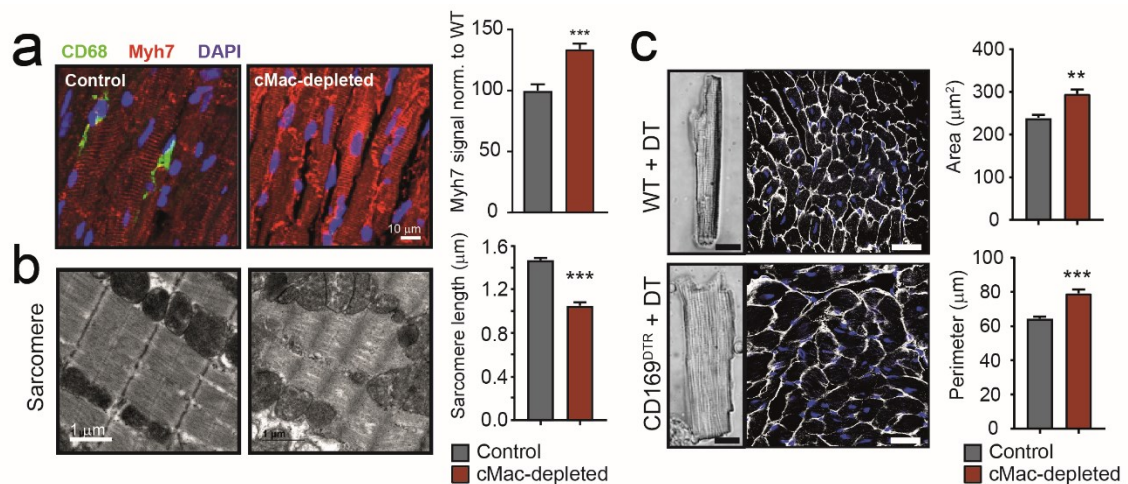 a
CD68 Myh7 DAPI
Control
cMac-depleted
10 µm
Myh7 signal norm. to WT
150
100
50
0
***
b
Sarcomere
1 µm
1 µm
Sarcomere length (µm)
1.6
1.2
0.8
0.4
0.0
***
Control
cMac-depleted
c
WT + DT
CD169DTR + DT
Area (µm²)
400
300
200
100
0
**
Perimeter (µm)
100
80
60
40
20
0
***
Control
cMac-depleted